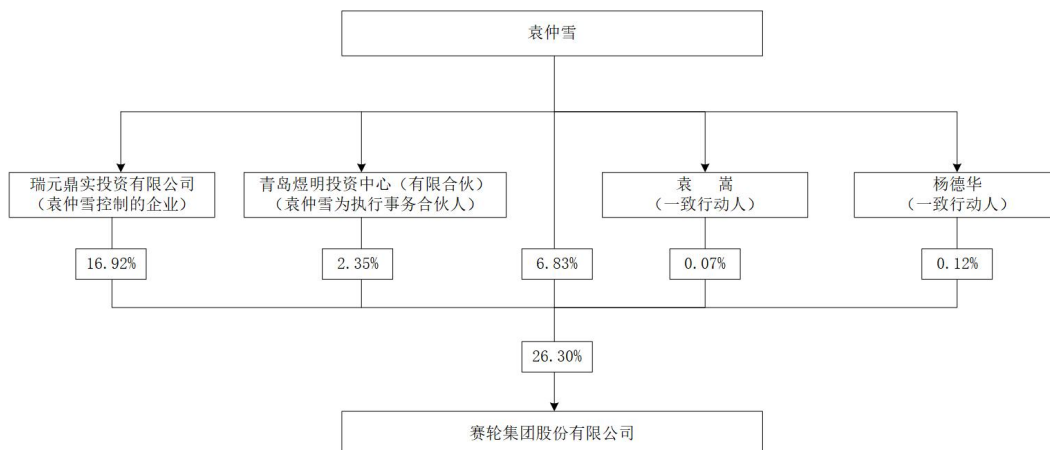 袁仲雪
瑞元鼎实投资有限公司
（袁仲雪控制的企业）
青岛煜明投资中心（有限合伙）
（袁仲雪为执行事务合伙人）
袁　嵩
（一致行动人）
杨德华
（一致行动人）
16.92%
2.35%
6.83%
0.07%
0.12%
26.30%
赛轮集团股份有限公司